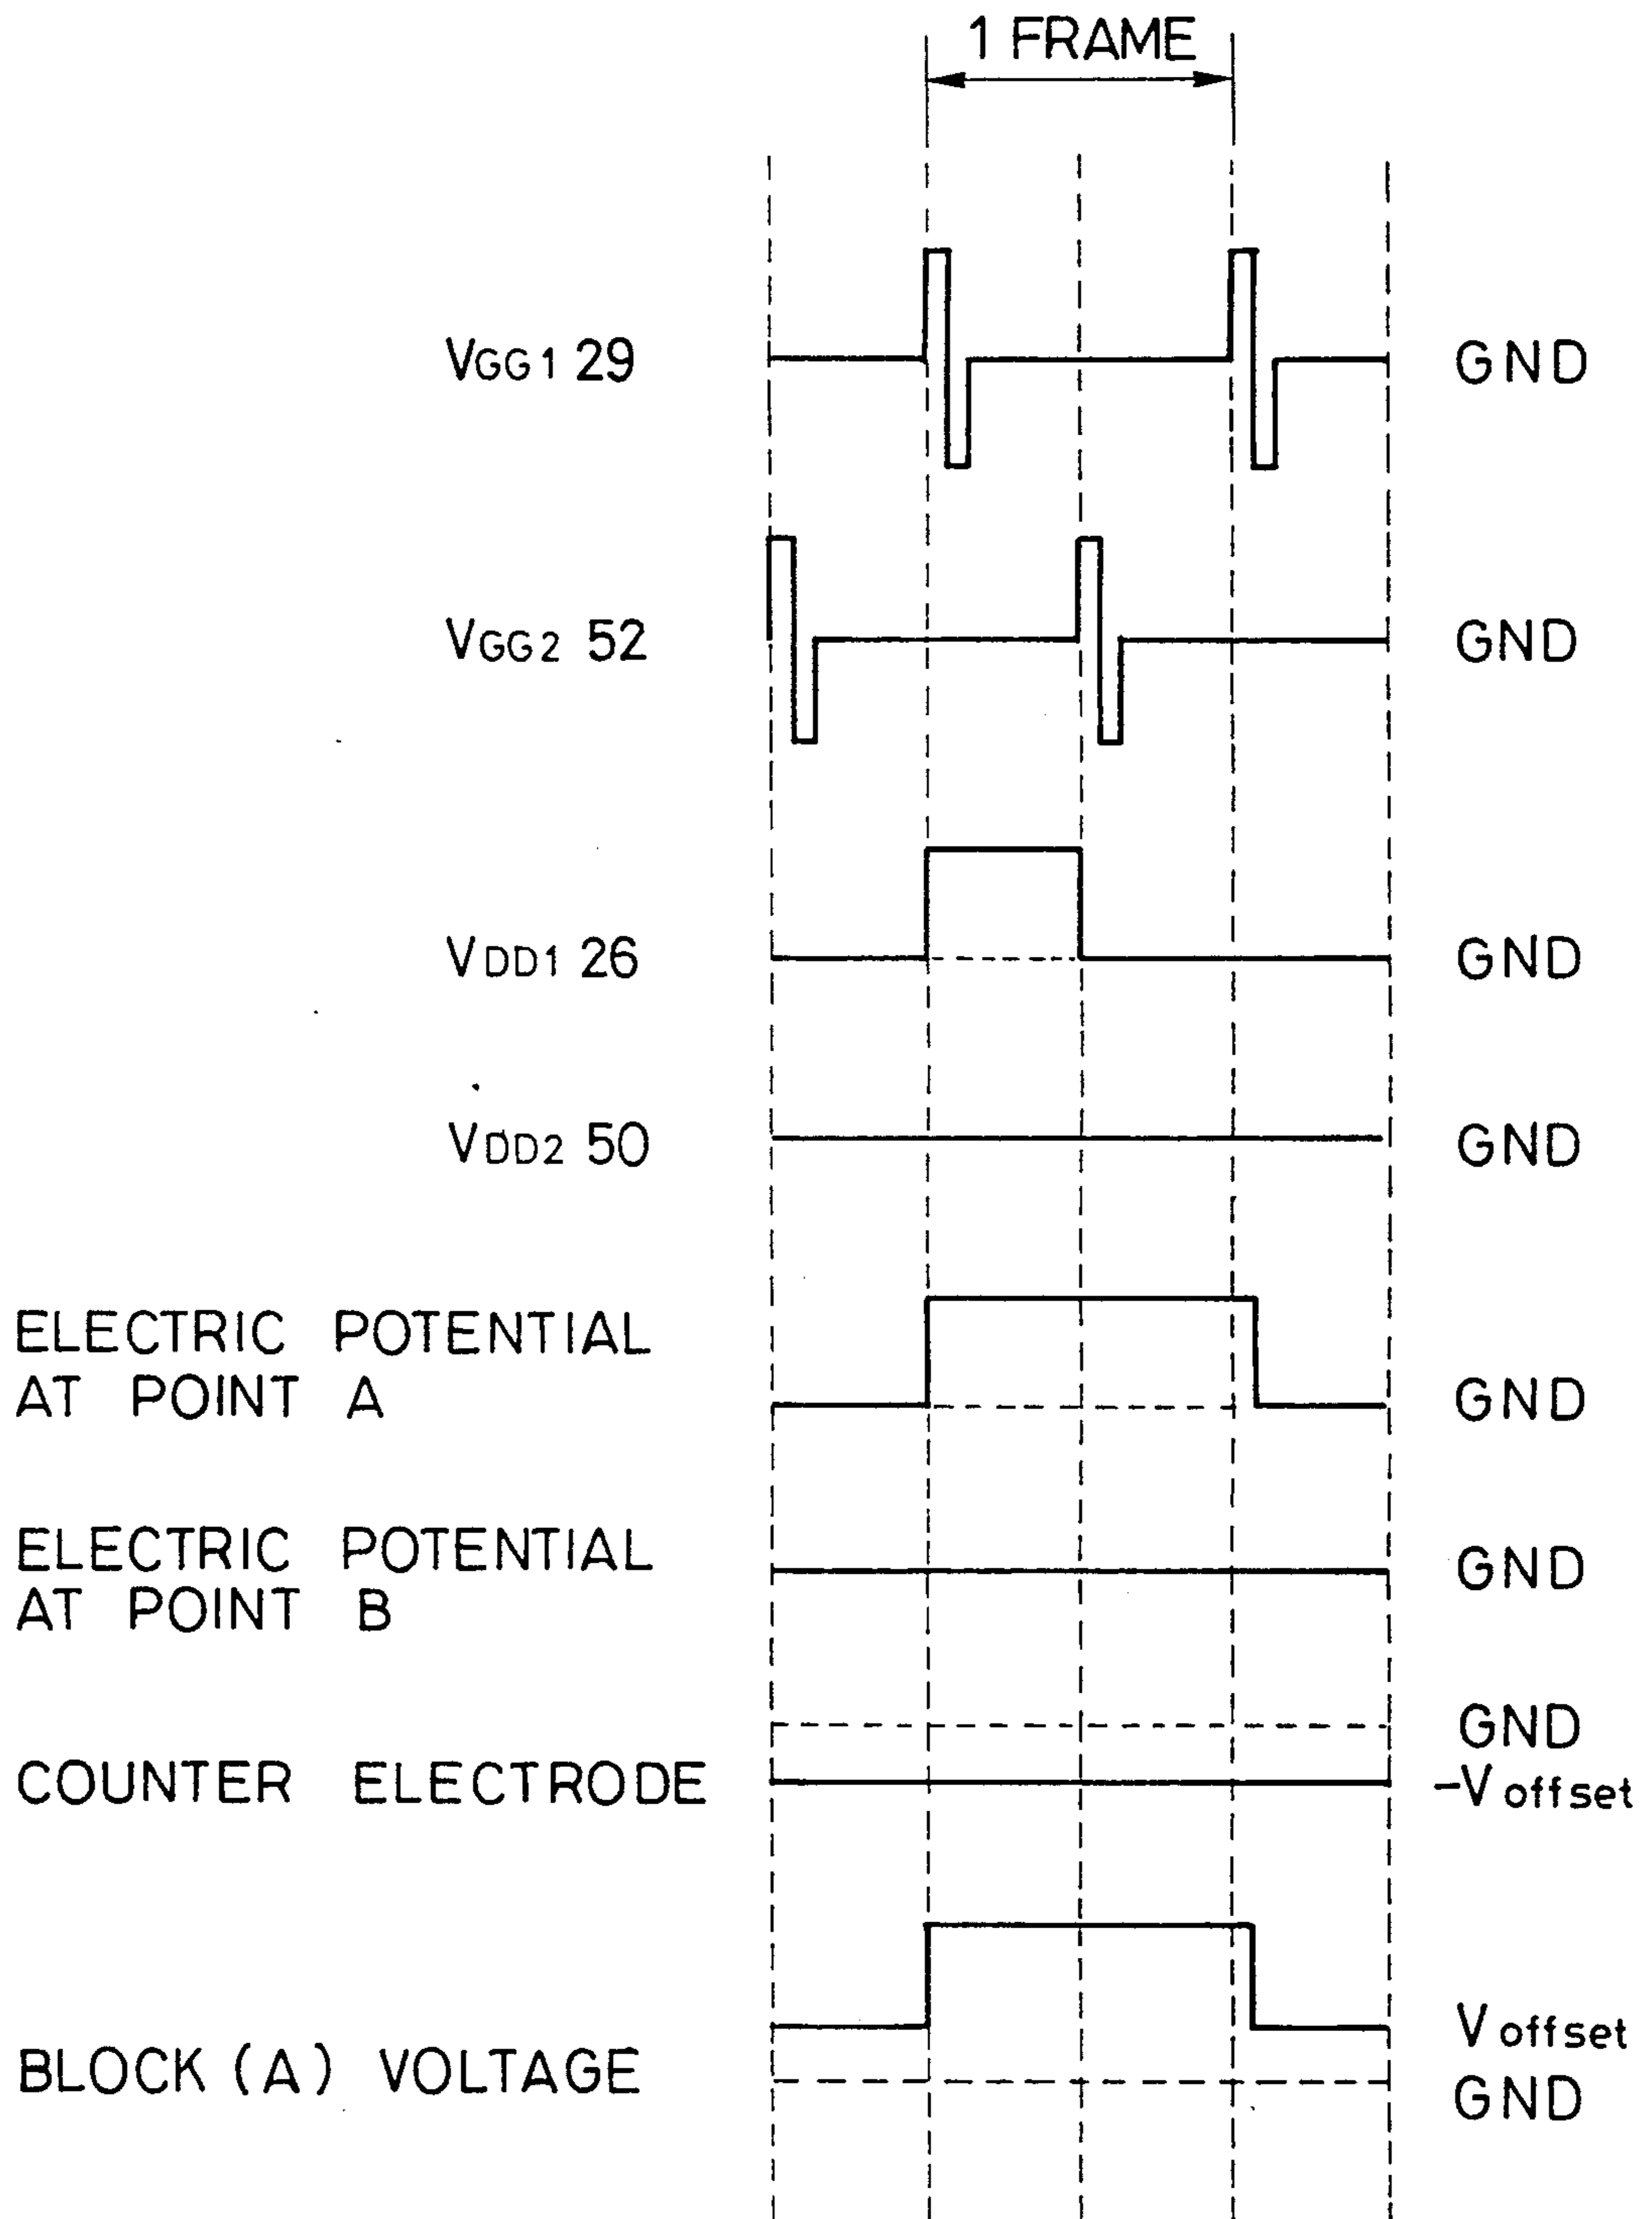 1 FRAME
VGG1 29 GND
VGG2 52 GND
VDD1 26 GND
VDD2 50 GND
ELECTRIC POTENTIAL
AT POINT A GND
ELECTRIC POTENTIAL
AT POINT B GND
GND
COUNTER ELECTRODE -Voffset
Voffset
BLOCK (A) VOLTAGE GND